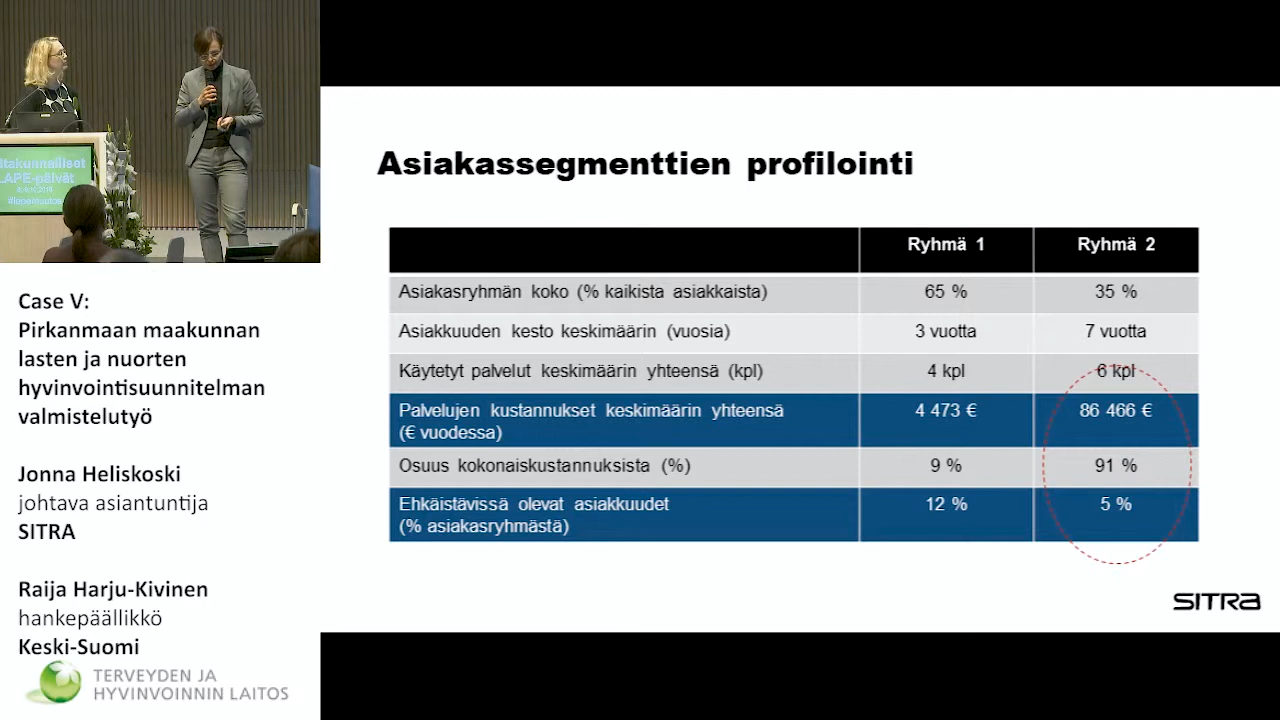 ltakunnalliset
LAPE-päivät
Case V:
Pirkanmaan maakunnan
lasten ja nuorten
hyvinvointisuunnitelman
valmistelutyö
Jonna Heliskoski
johtava asiantuntija
SITRA
Raija Harju-Kivinen
hankepäällikkö
Keski-Suomi
TERVEYDEN JA
HYVINVOINNIN LAITOS
Asiakassegmenttien profilointi
Ryhmä 1 Ryhmä 2
Asiakasryhmän koko (% kaikista asiakkaista) 65 % 35 %
Asiakkuuden kesto keskimäärin (vuosia) 3 vuotta 7 vuotta
Käytetyt palvelut keskimäärin yhteensä (kpl) 4 kpl 6 kpl
Palvelujen kustannukset keskimäärin yhteensä 4 473 € 86 466 €
(€ vuodessa)
Osuus kokonaiskustannuksista (%) 9 % 91 %
Ehkäistävissä olevat asiakkuudet 12 % 5 %
(% asiakasryhmästä)
SITRA